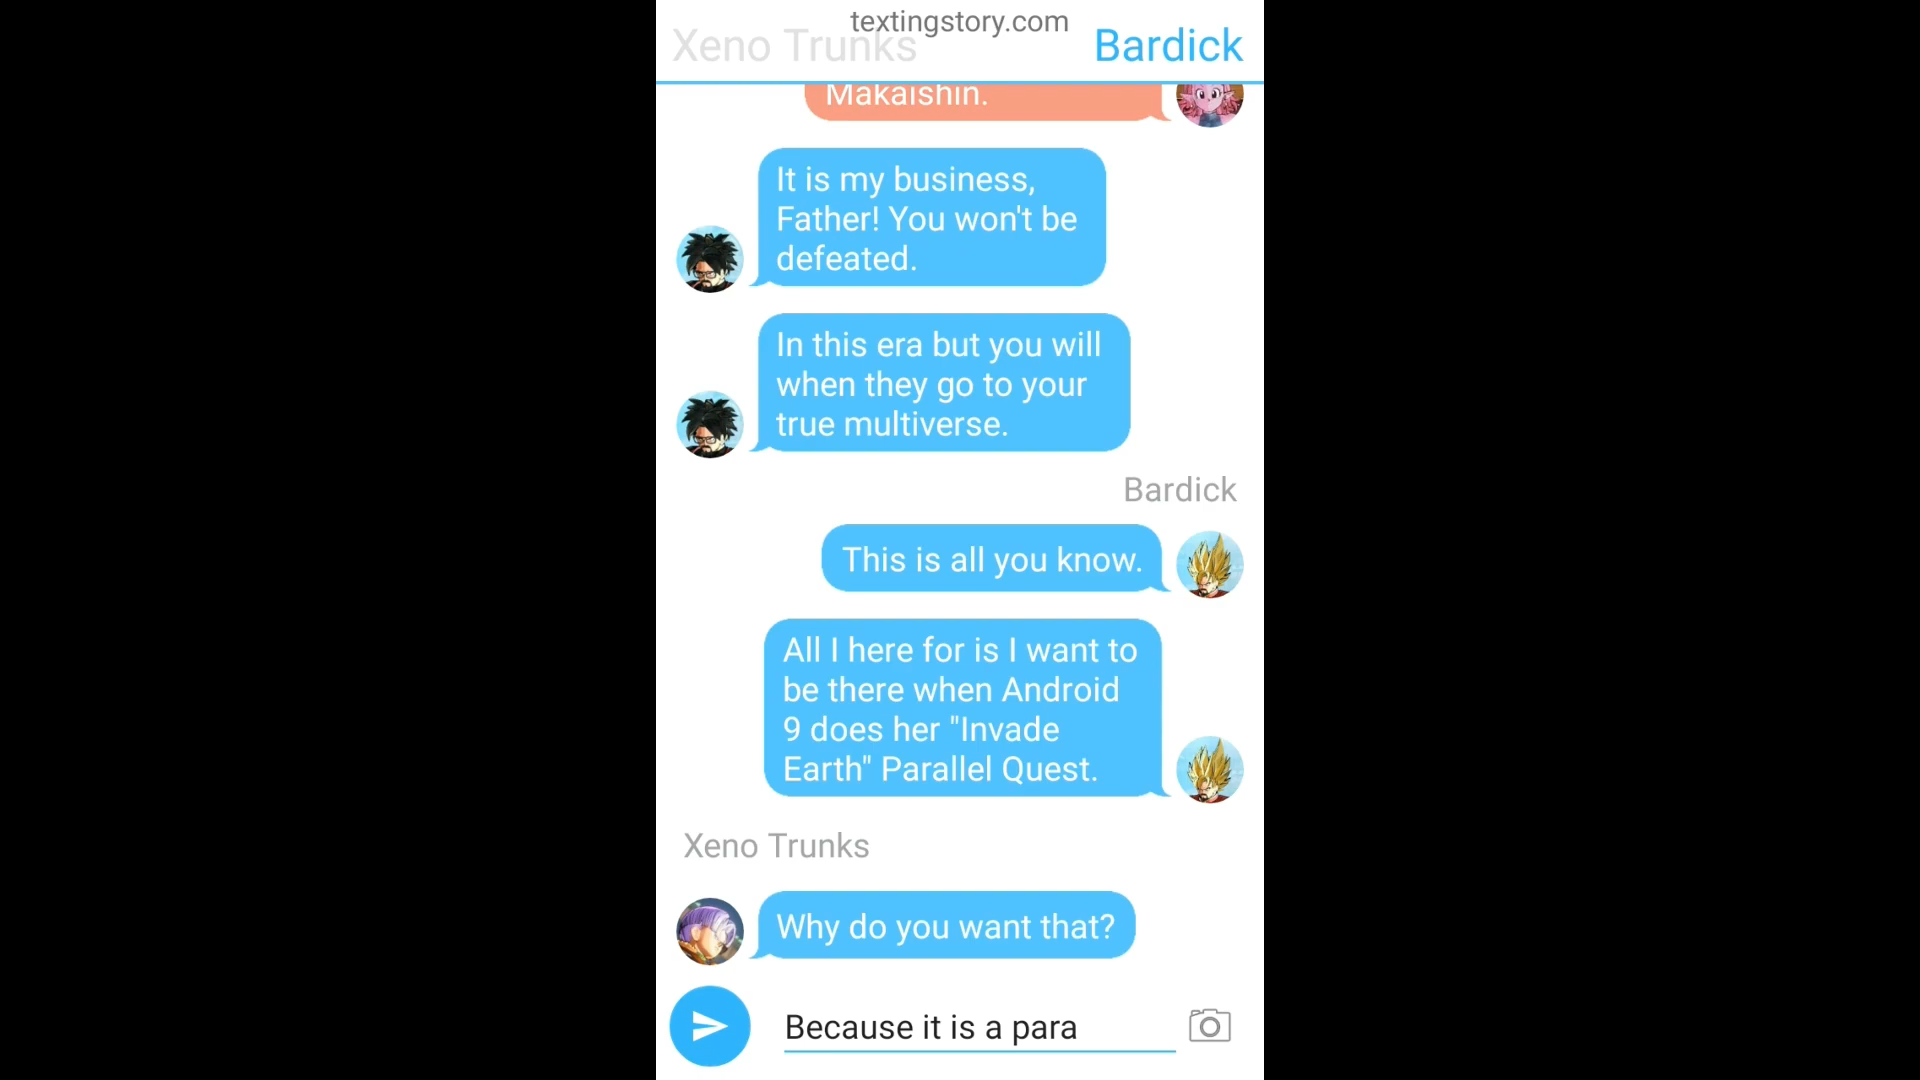 textingstory.com
Xeno Trunks
Bardick
Makaishin.
It is my business,
Father! You won't be
defeated.
In this era but you will
when they go to your
true multiverse.
Bardick
This is all you know.
All I here for is I want to
be there when Android
9 does her "Invade
Earth" Parallel Quest.
Xeno Trunks
Why do you want that?
Because it is a para